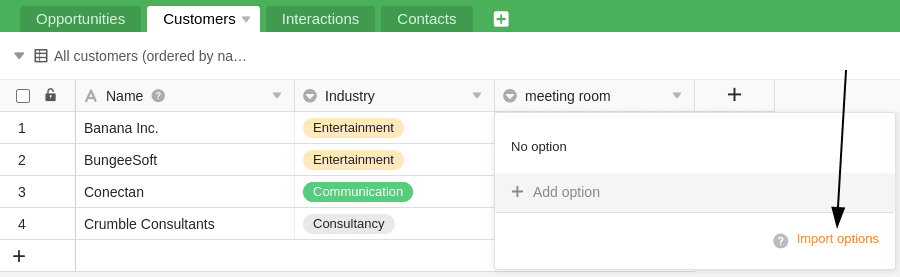 Opportunities Customers Interactions Contacts
All customers (ordered by na…
Name Industry meeting room
1 Banana Inc. Entertainment
2 BungeeSoft Entertainment
3 Conectan Communication
4 Crumble Consultants Consultancy
No option
Add option
Import options